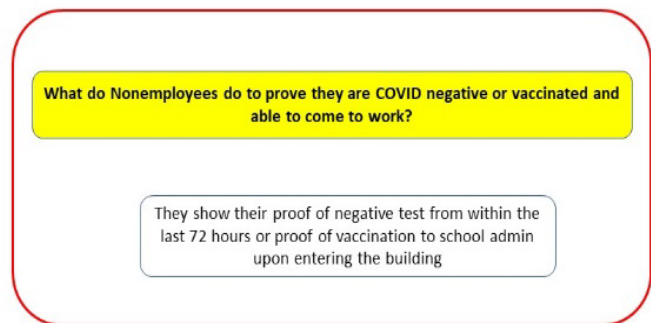 What do Nonemployees do to prove they are COVID negative or vaccinated and
able to come to work?
They show their proof of negative test from within the
last 72 hours or proof of vaccination to school admin
upon entering the building